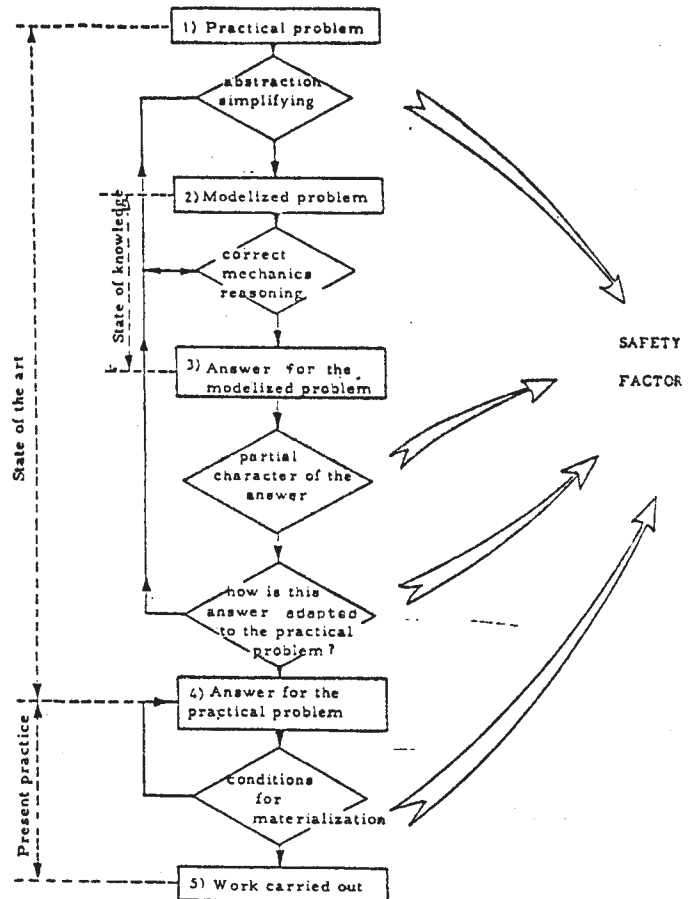 1) Practical problem
abstraction
simplifying
2) Modelized problem
correct
mechanics
reasoning
3) Answer for the
modelized problem
partial
character of the
answer
how is this
answer adapted
to the practical
problem?
4) Answer for the
practical problem
conditions
for
materialization
5) Work carried out
State of the art
State of knowledge
Present practice
SAFETY
FACTOR